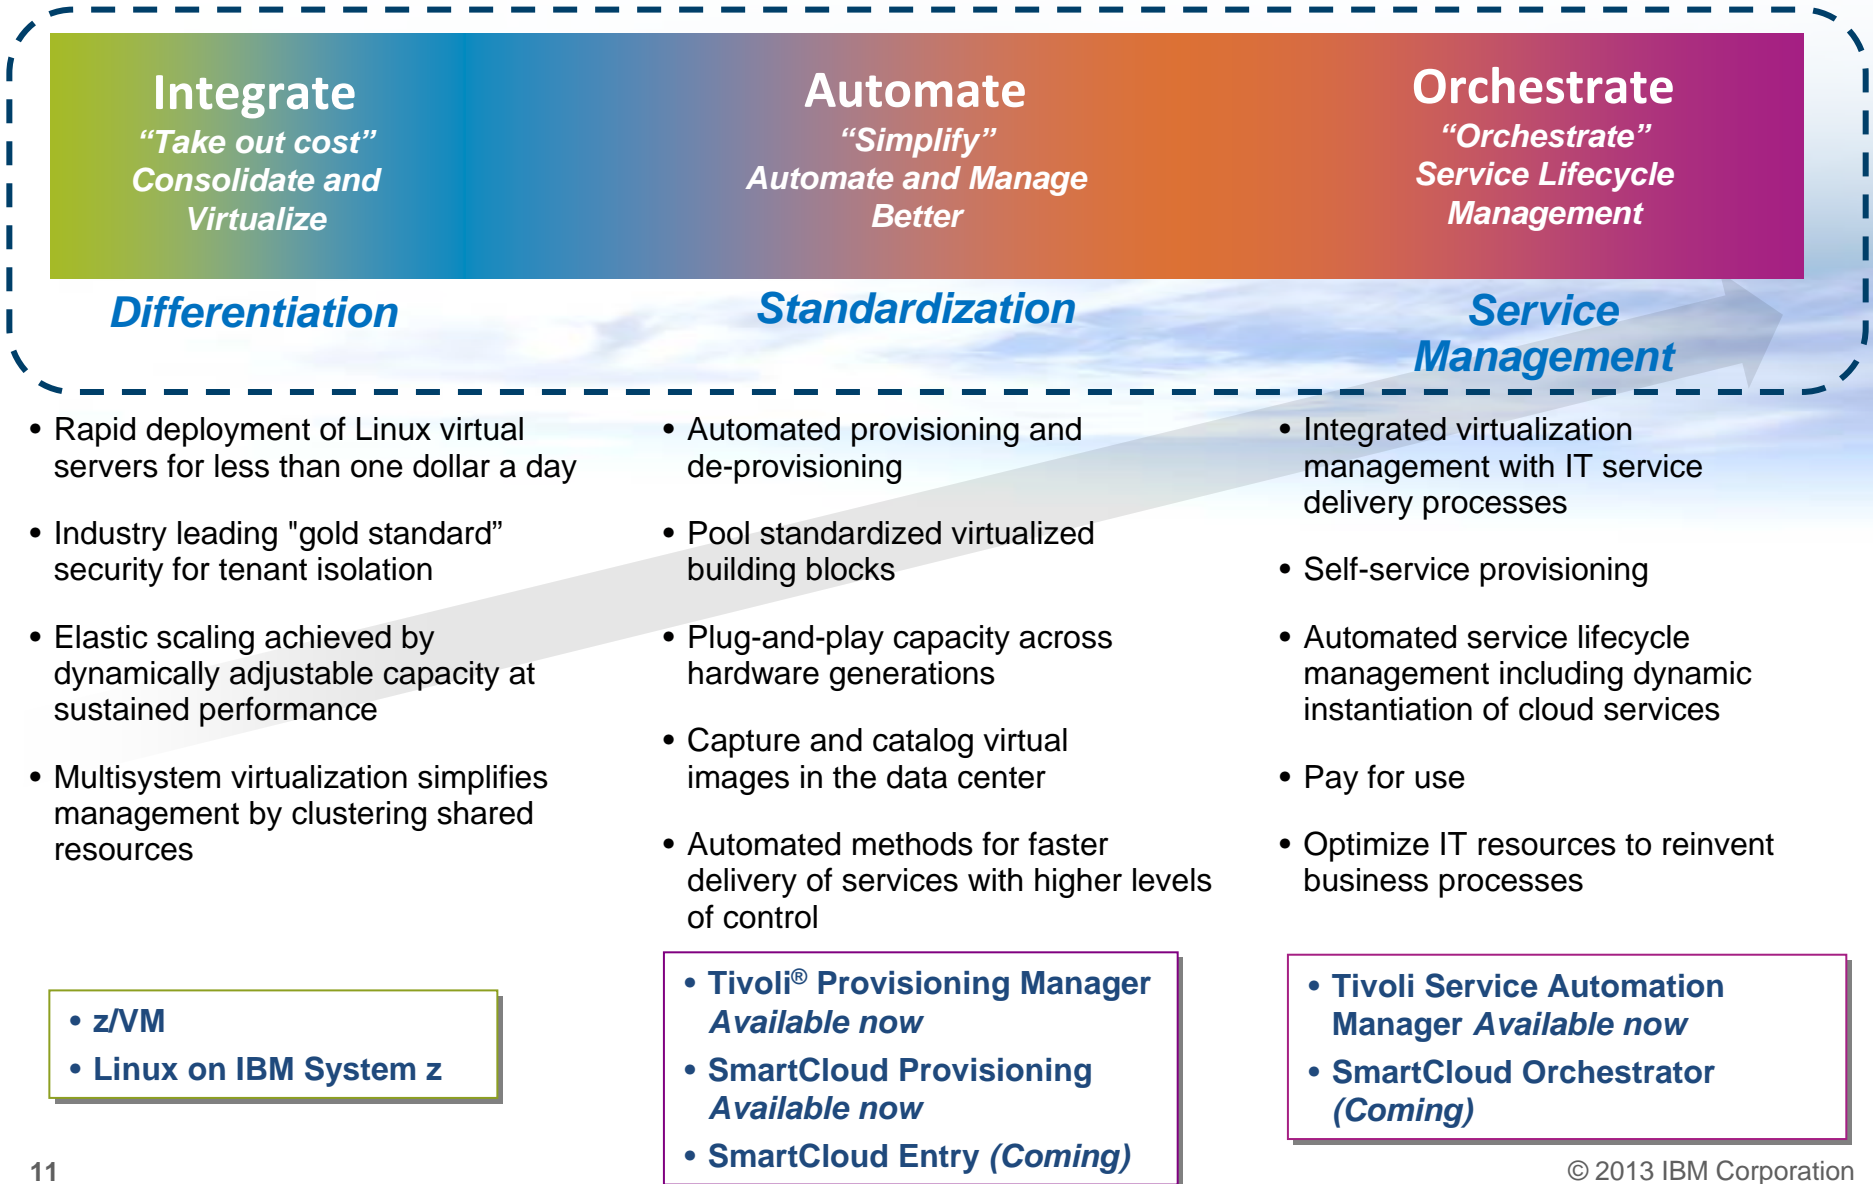 Integrate
“Take out cost”
Consolidate and
Virtualize
Automate
“Simplify”
Automate and Manage
Better
Orchestrate
“Orchestrate”
Service Lifecycle
Management
Differentiation
Standardization
Service
Management
• Rapid deployment of Linux virtual
servers for less than one dollar a day
• Industry leading "gold standard”
security for tenant isolation
• Elastic scaling achieved by
dynamically adjustable capacity at
sustained performance
• Multisystem virtualization simplifies
management by clustering shared
resources
• z/VM
• Linux on IBM System z
• Automated provisioning and
de-provisioning
• Pool standardized virtualized
building blocks
• Plug-and-play capacity across
hardware generations
• Capture and catalog virtual
images in the data center
• Automated methods for faster
delivery of services with higher levels
of control
• Tivoli® Provisioning Manager
Available now
• SmartCloud Provisioning
Available now
• SmartCloud Entry (Coming)
• Integrated virtualization
management with IT service
delivery processes
• Self-service provisioning
• Automated service lifecycle
management including dynamic
instantiation of cloud services
• Pay for use
• Optimize IT resources to reinvent
business processes
• Tivoli Service Automation
Manager Available now
• SmartCloud Orchestrator
(Coming)
11
© 2013 IBM Corporation